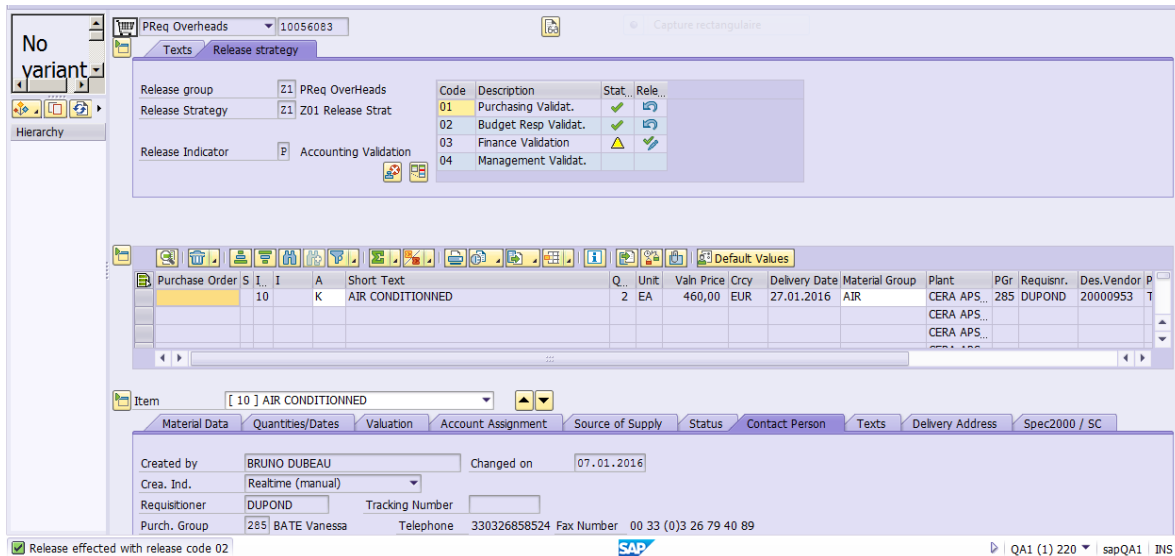 No
variant
Hierarchy
PReq Overheads 10056083
Capture rectangulaire
Texts Release strategy
Release group Z1 PReq OverHeads
Release Strategy Z1 Z01 Release Strat
Release Indicator P Accounting Validation
Code Description Stat... Rele...
01 Purchasing Validat.
02 Budget Resp Validat.
03 Finance Validation
04 Management Validat.
Default Values
Purchase Order S I... I A Short Text Q... Unit Valn Price Crcy Delivery Date Material Group Plant PGr Requisnr. Des.Vendor P
10 K AIR CONDITIONNED 2 EA 460,00 EUR 27.01.2016 AIR CERA APS... 285 DUPOND 20000953 T
CERA APS...
CERA APS...
Item [ 10 ] AIR CONDITIONNED
Material Data Quantities/Dates Valuation Account Assignment Source of Supply Status Contact Person Texts Delivery Address Spec2000 / SC
Created by BRUNO DUBEAU Changed on 07.01.2016
Crea. Ind. Realtime (manual)
Requisitioner DUPOND Tracking Number
Purch. Group 285 BATE Vanessa Telephone 330326858524 Fax Number 00 33 (0)3 26 79 40 89
Release effected with release code 02 SAP QA1 (1) 220 sapQA1 INS